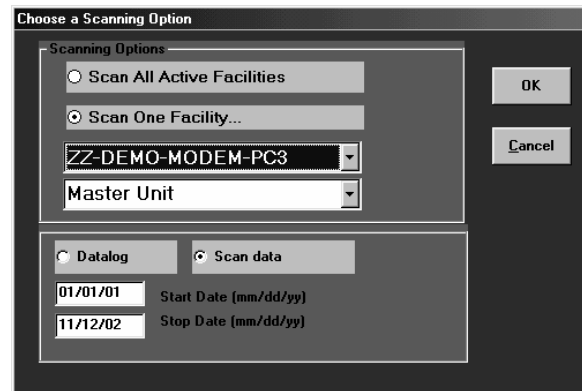 Choose a Scanning Option
Scanning Options
Scan All Active Facilities
Scan One Facility...
ZZ-DEMO-MODEM-PC3
Master Unit
OK
Cancel
Datalog
Scan data
01/01/01 Start Date (mm/dd/yy)
11/12/02 Stop Date (mm/dd/yy)